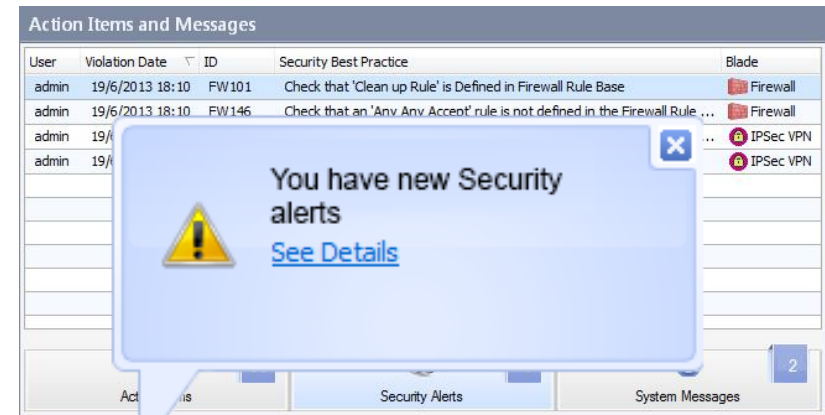 Action Items and Messages
User Violation Date ID Security Best Practice Blade
admin 19/6/2013 18:10 FW101 Check that 'Clean up Rule' is Defined in Firewall Rule Base Firewall
admin 19/6/2013 18:10 FW146 Check that an 'Any Any Accept' rule is not defined in the Firewall Rule ... Firewall
admin 19/ ... IPSec VPN
admin 19/ IPSec VPN
You have new Security
alerts
See Details
2
Security Alerts System Messages